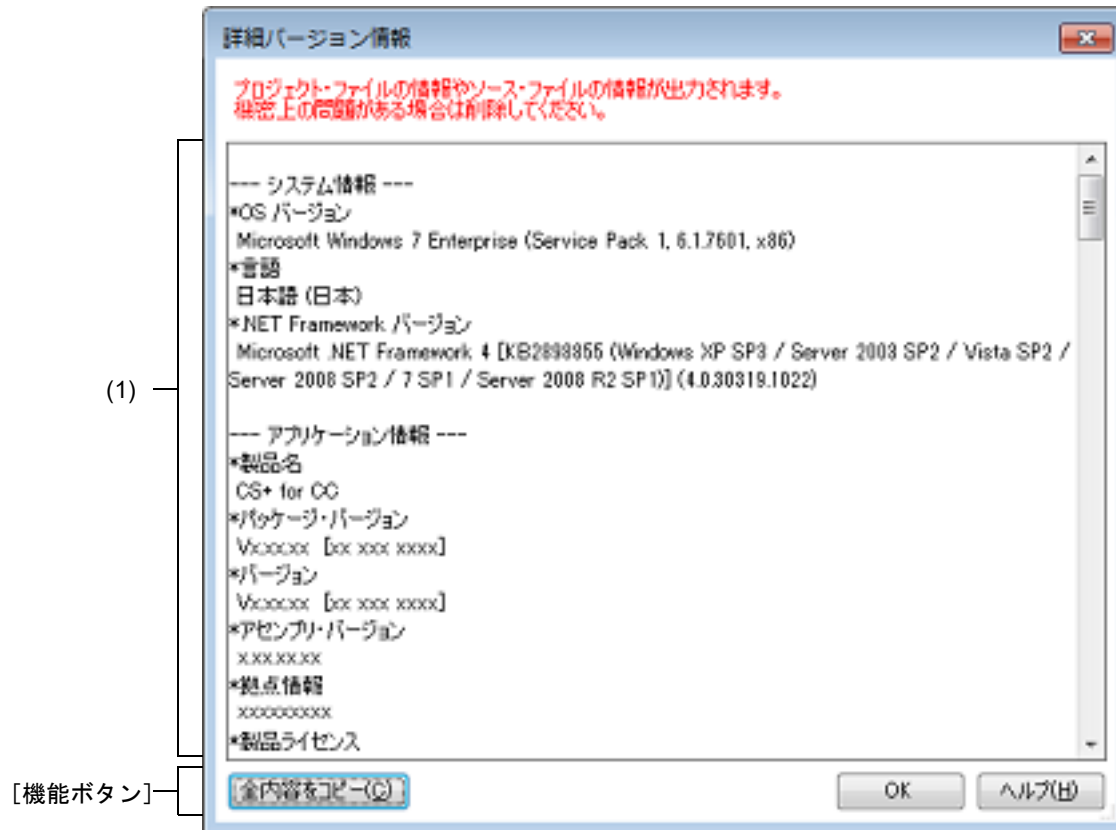 詳細バージョン情報
プロジェクト・ファイルの情報やソース・ファイルの情報が出力されます。
機密上の問題がある場合は削除してください。
--- システム情報 ---
*OS バージョン
Microsoft Windows 7 Enterprise (Service Pack 1, 6.1.7601, x86)
*言語
日本語 (日本)
*.NET Framework バージョン
Microsoft .NET Framework 4 [KB2898855 (Windows XP SP3 / Server 2003 SP2 / Vista SP2 /
Server 2008 SP2 / 7 SP1 / Server 2008 R2 SP1)] (4.0.30319.1022)
(1)
--- アプリケーション情報 ---
*製品名
CS+ for CC
*パッケージ・バージョン
Vx.xx.xx [xx xxx xxxx]
*バージョン
Vx.xx.xx [xx xxx xxxx]
*アセンブリ・バージョン
x.xx.xx.xx
*拠点情報
xxxxxxxxx
*製品ライセンス
[機能ボタン]
全内容をコピー(C)
OK
ヘルプ(H)